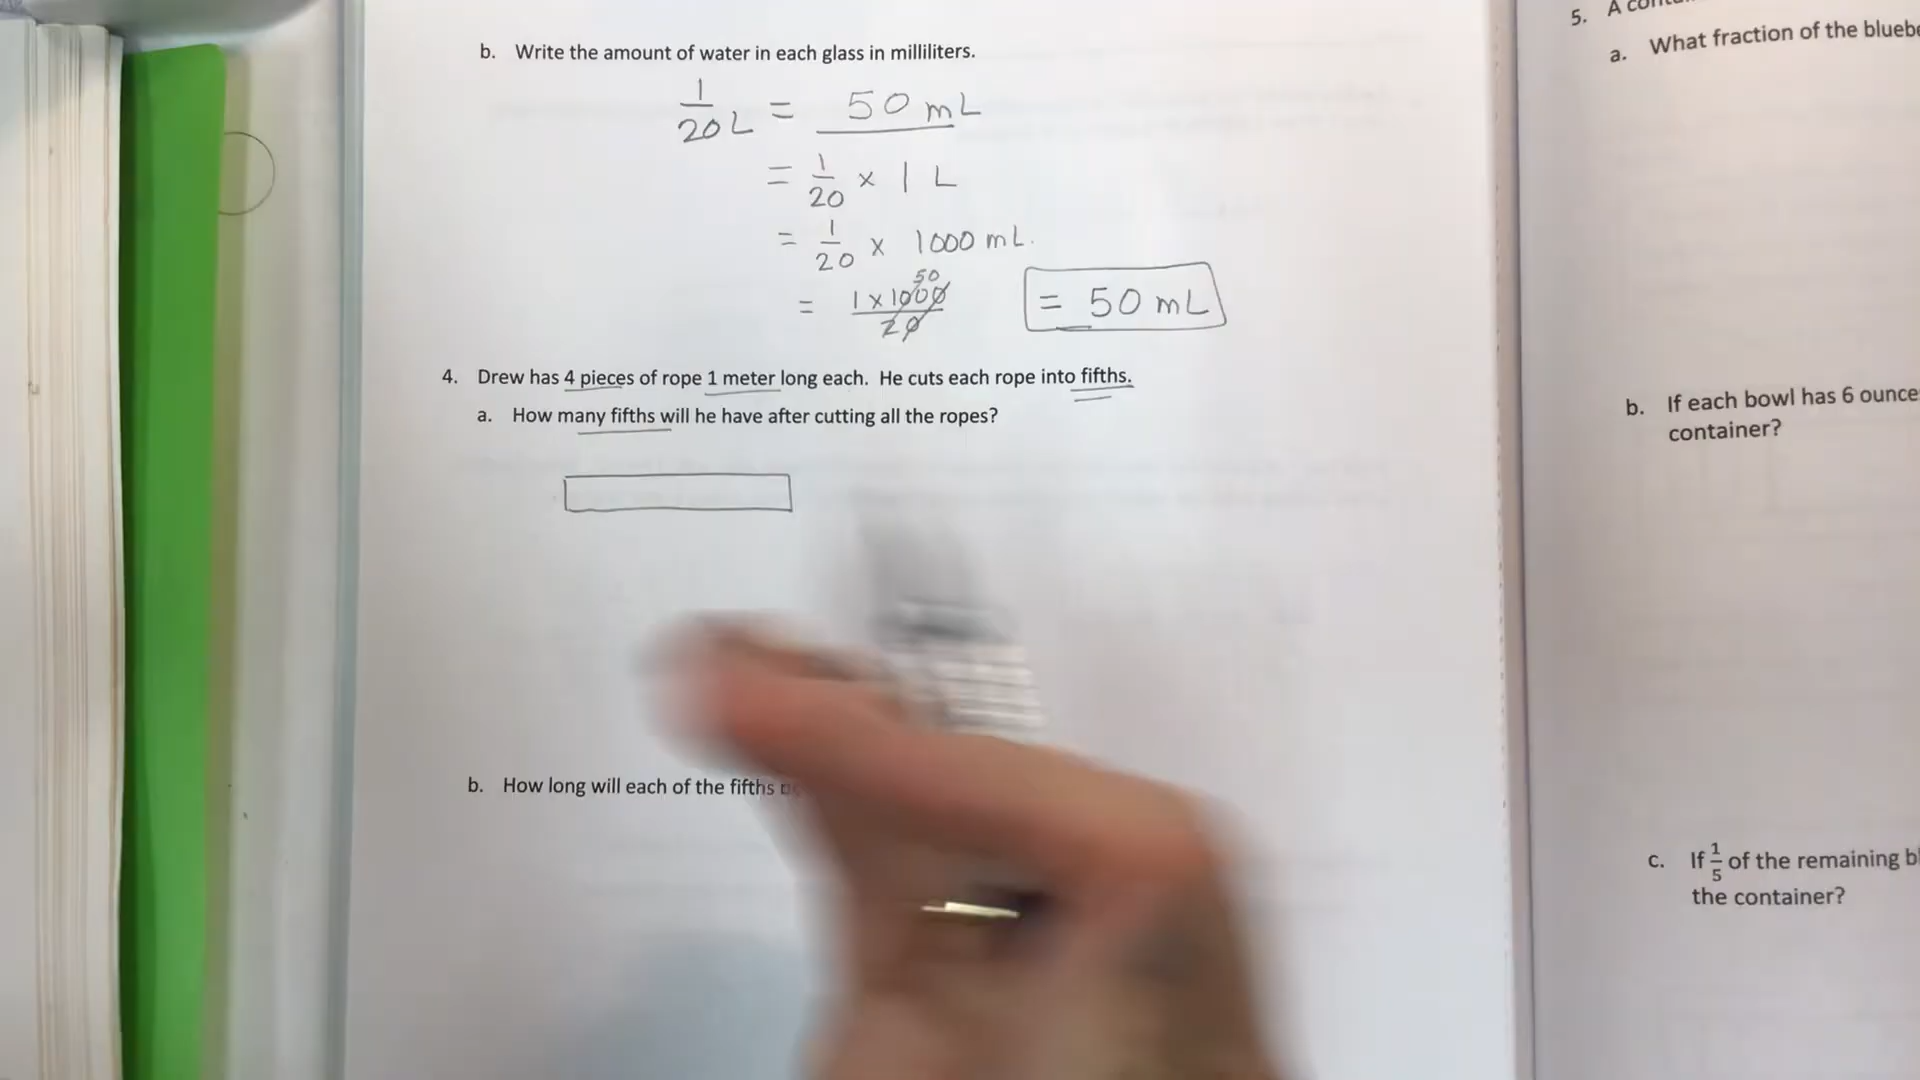 b. Write the amount of water in each glass in milliliters.
1/20 L = 50 mL
= 1/20 × 1 L
= 1/20 × 1000 mL.
50
= 1 × 1000/20 = 50 mL
4. Drew has 4 pieces of rope 1 meter long each. He cuts each rope into fifths.
a. How many fifths will he have after cutting all the ropes?
b. How long will each of the fifths
5.
a. What fraction of the
b. If each bowl has 6
container?
c. If 1/5 of the remaining
the container?